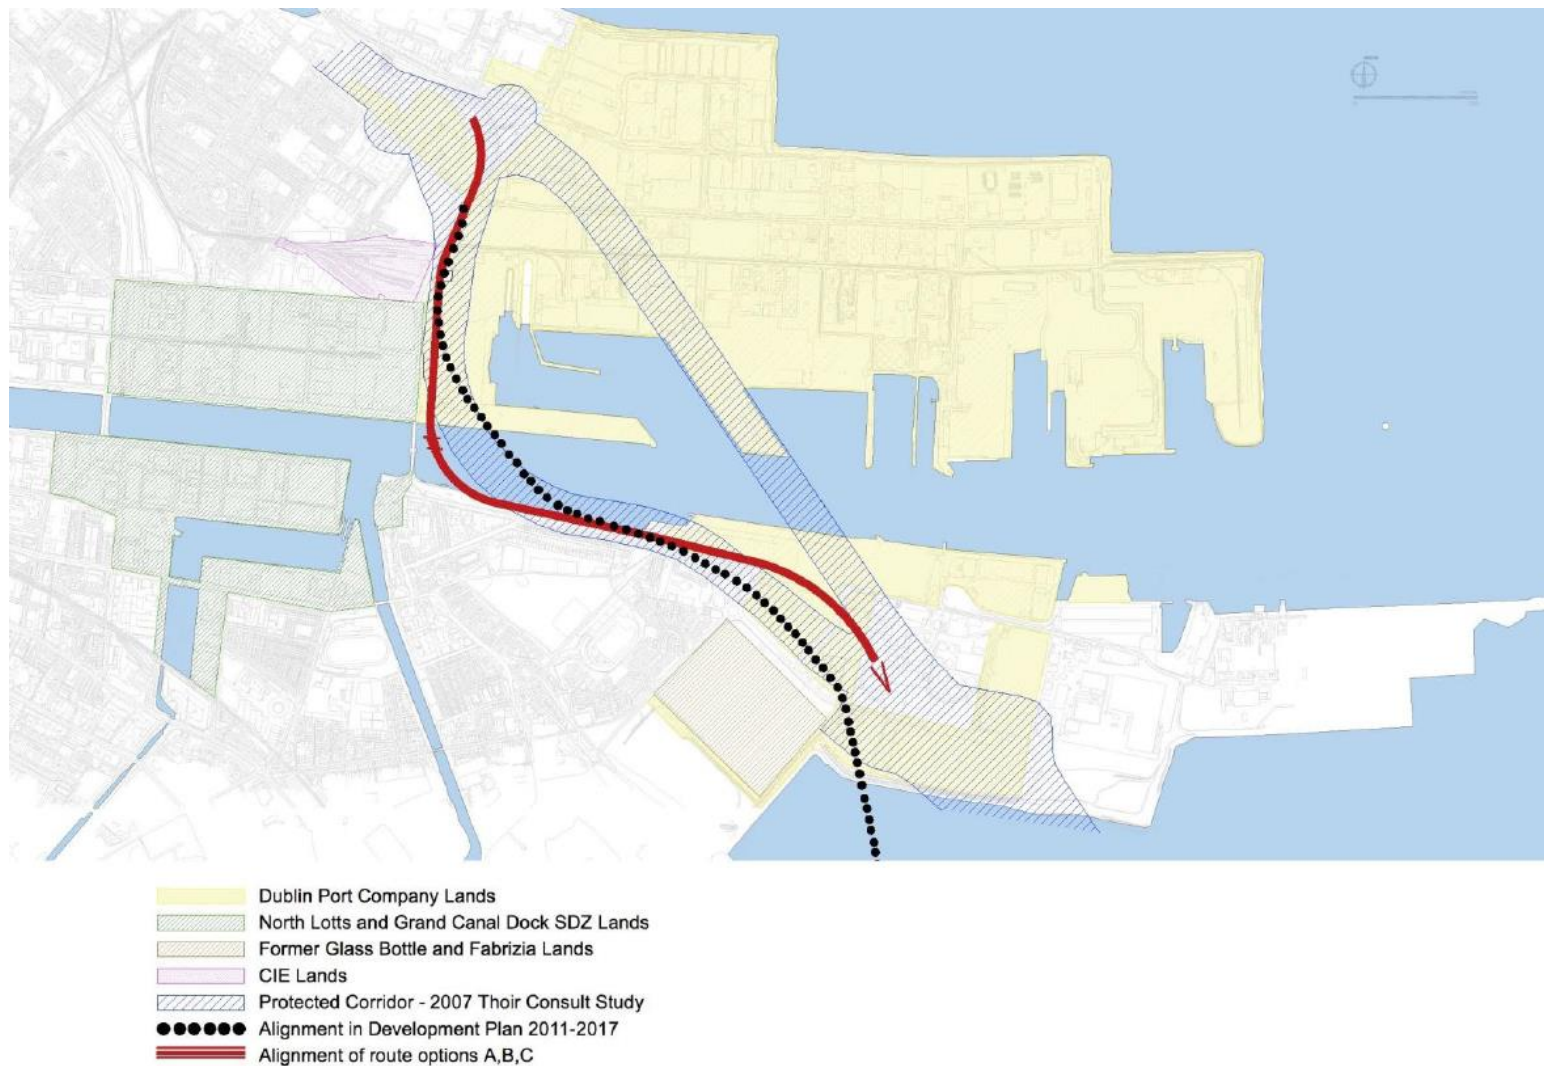 Dublin Port Company Lands
North Lotts and Grand Canal Dock SDZ Lands
Former Glass Bottle and Fabrizia Lands
CIE Lands
Protected Corridor - 2007 Thoir Consult Study
Alignment in Development Plan 2011-2017
Alignment of route options A,B,C